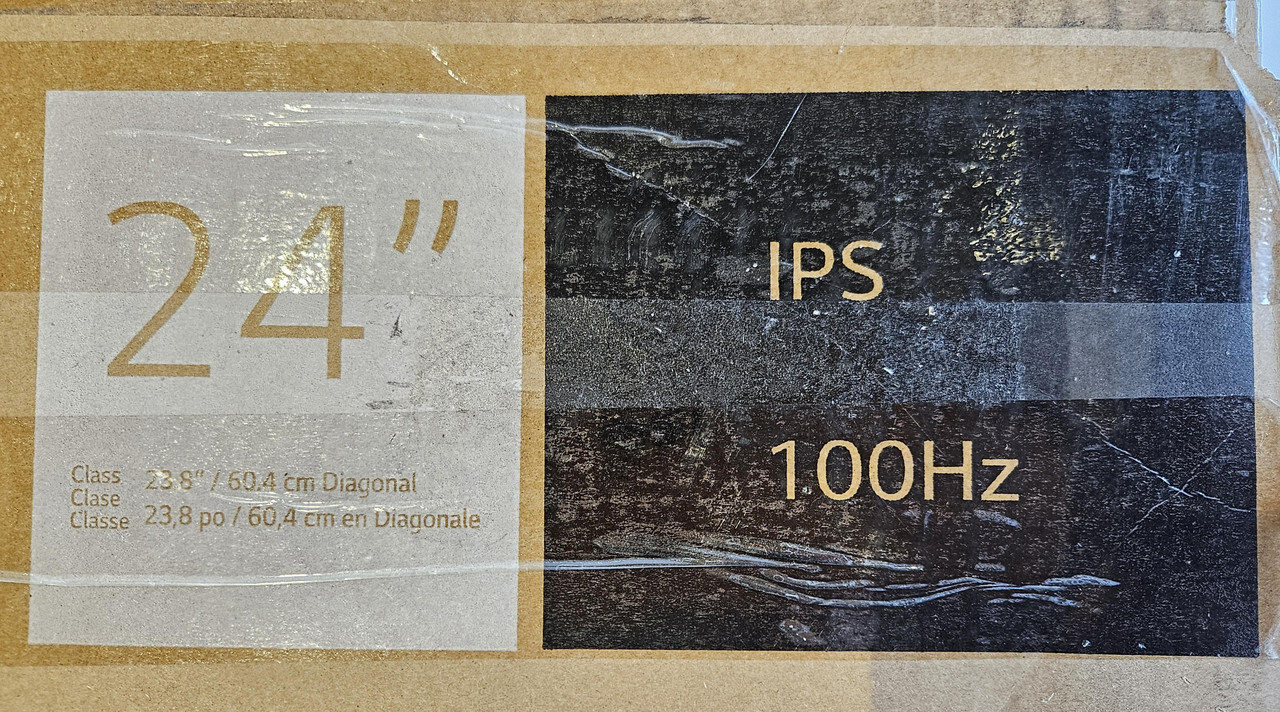 24”
Class
Clase
Classe
23.8" / 60.4 cm Diagonal
23,8 po / 60,4 cm en Diagonale
IPS
100Hz